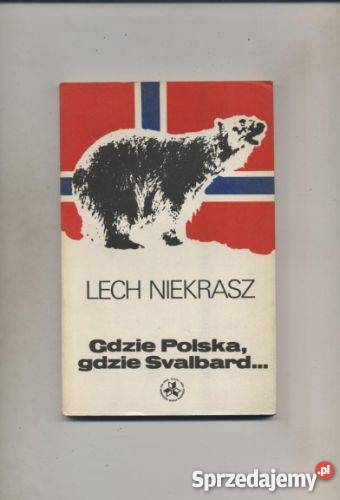 LECH NIEKRASZ
Gdzie Polska,
gdzie Svalbard...
Sprzedajemy.pl